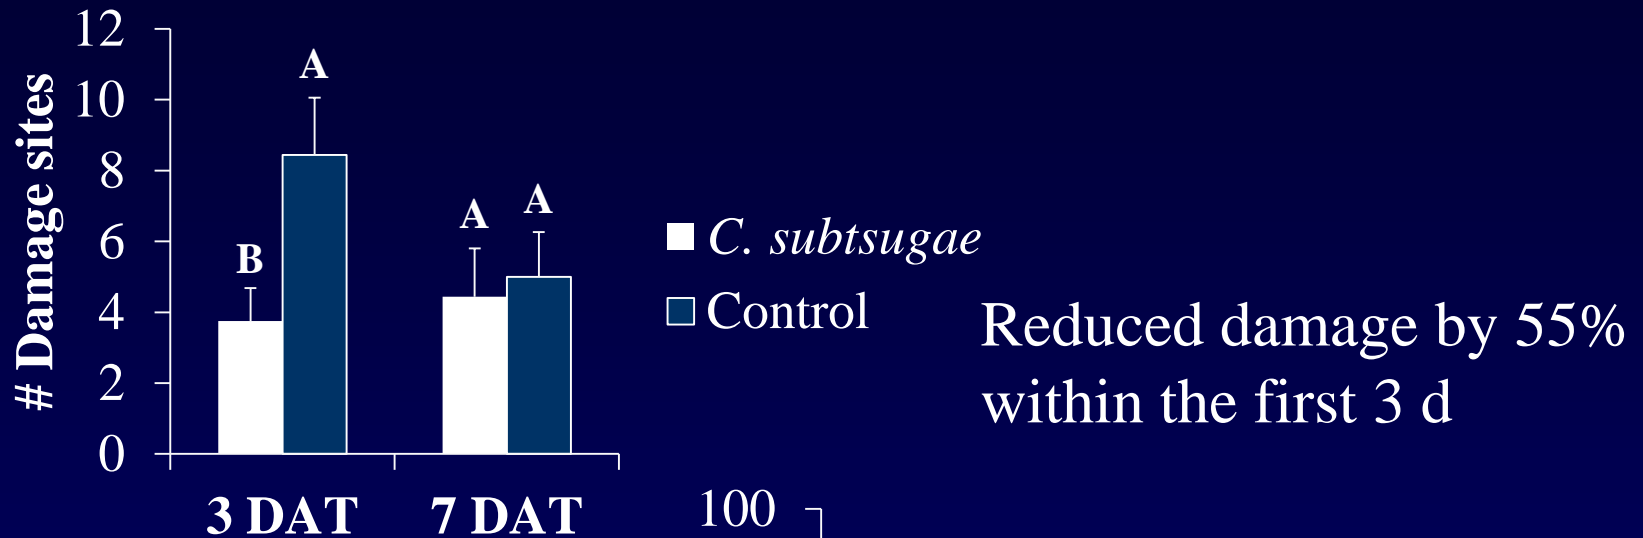 # Damage sites
12
10
8
6
4
2
0
B
A
A
A
3 DAT
7 DAT
C. subtsugae
Control
Reduced damage by 55%
within the first 3 d
100